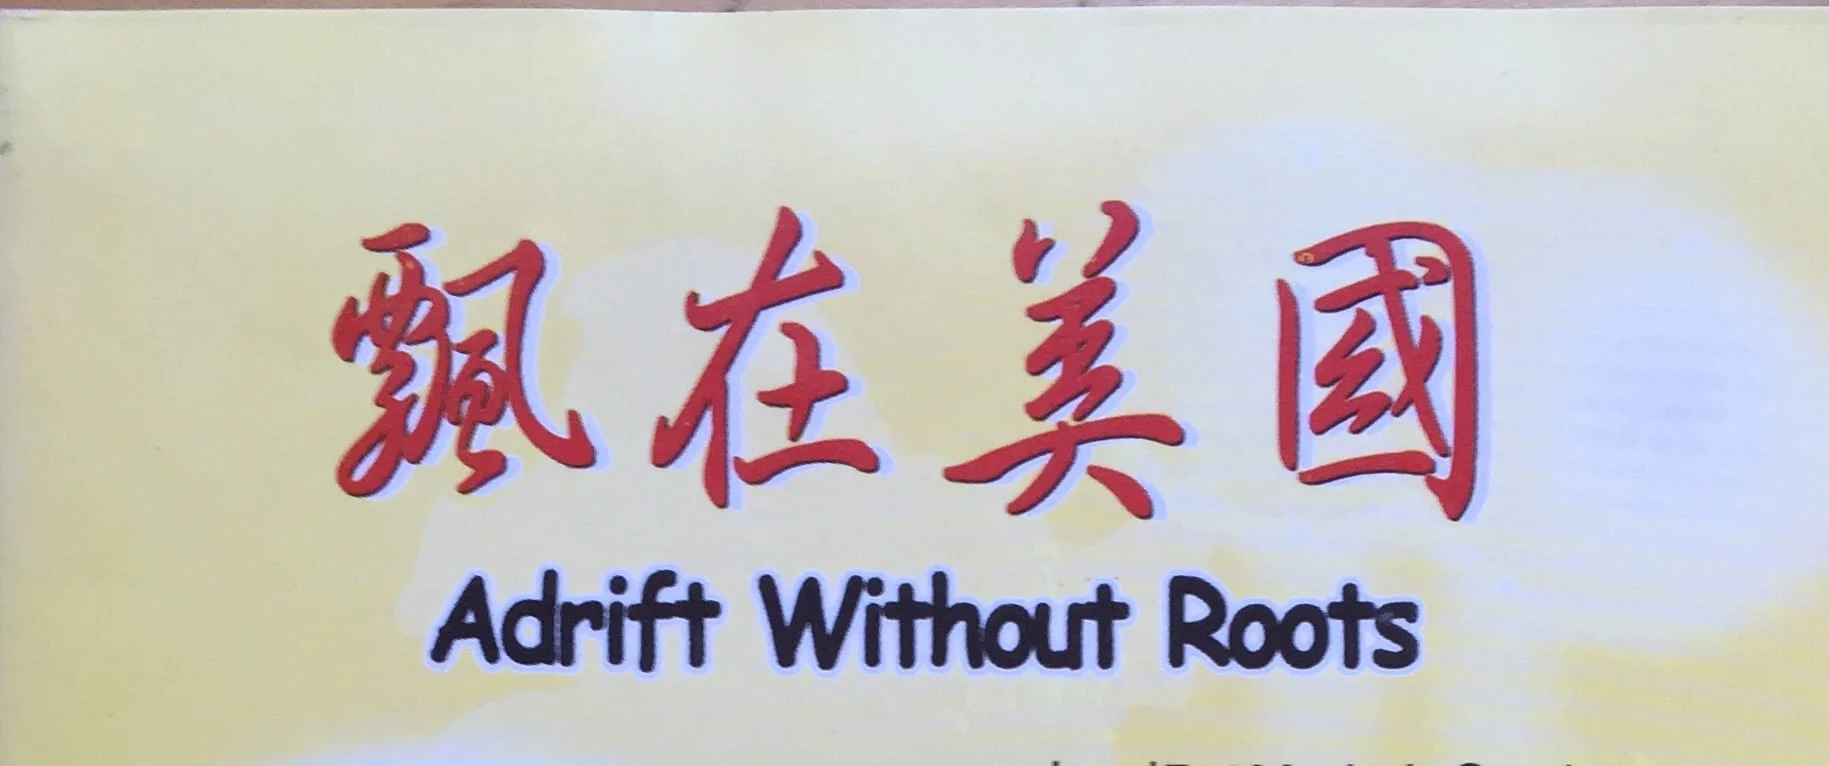 飄在美國
Adrift Without Roots